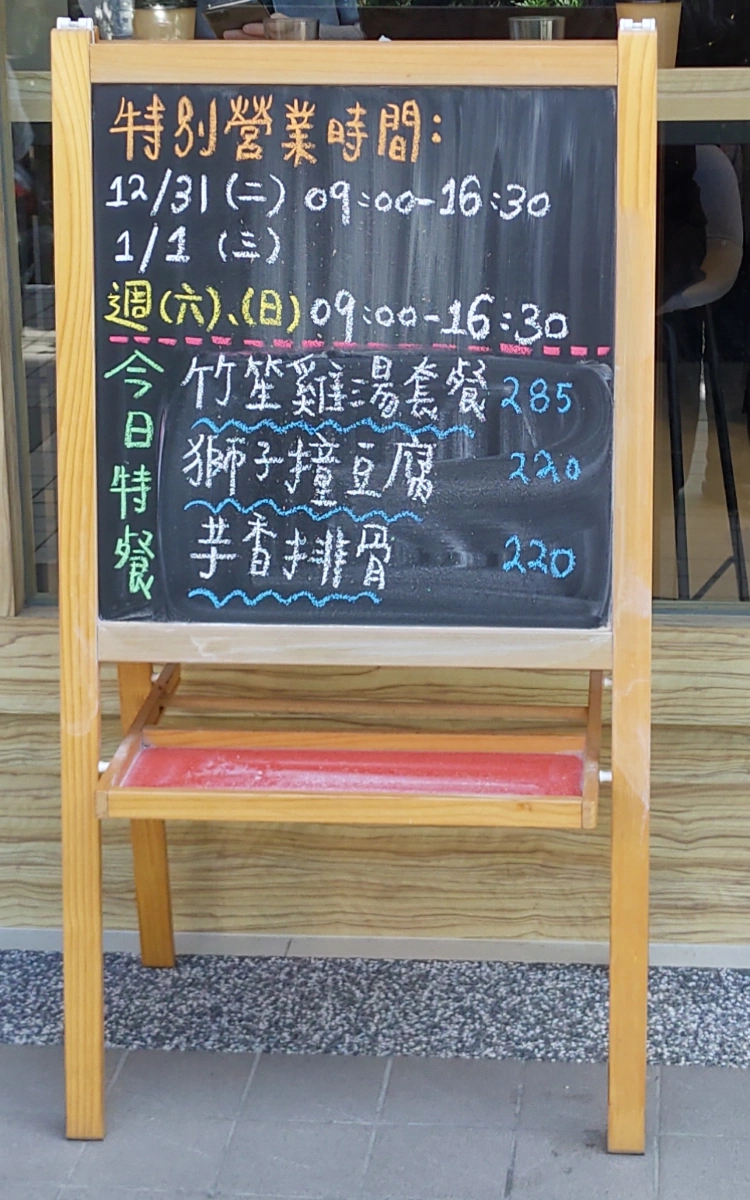 特別營業時間:
12/31(二) 09:00-16:30
1/1 (三)
週(六)、(日) 09:00-16:30
今日特餐
竹笙雞湯套餐 285
獅子撞豆腐 220
芋香排骨 220